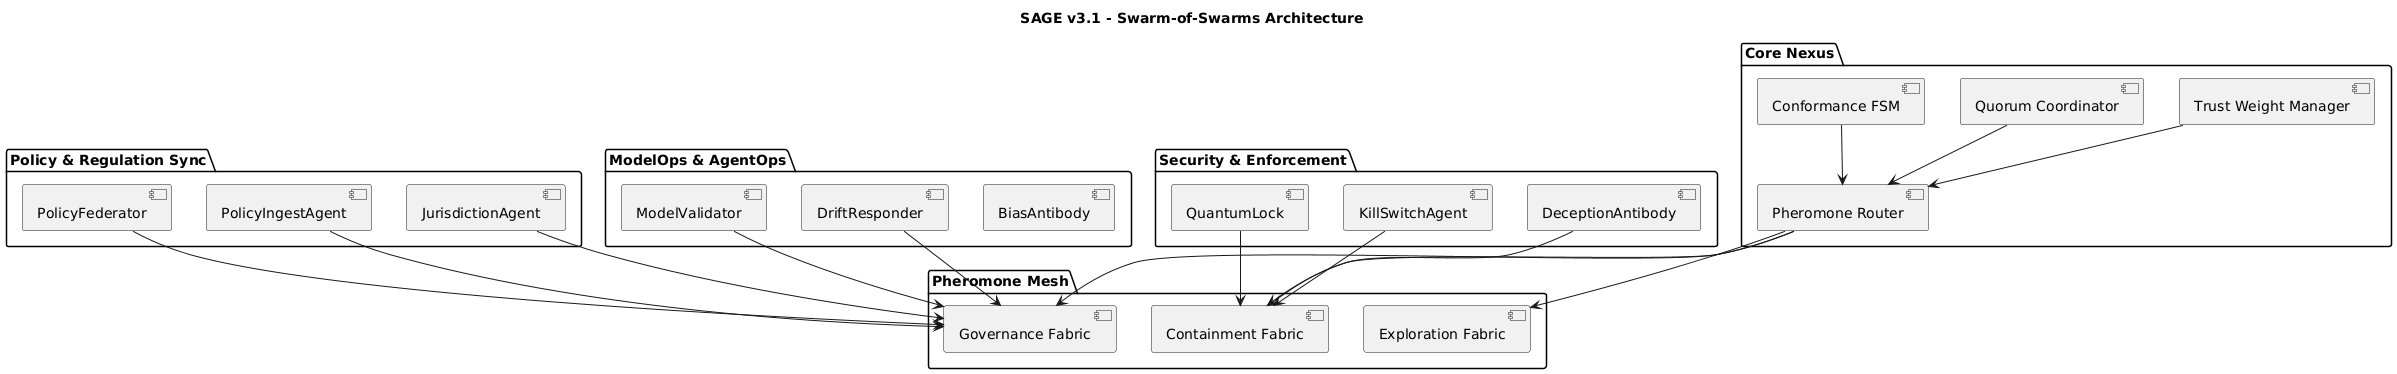 SAGE v3.1 - Swarm-of-Swarms Architecture
Core Nexus
Conformance FSM
Quorum Coordinator
Trust Weight Manager
Pheromone Router
Policy & Regulation Sync
PolicyFederator
PolicyIngestAgent
JurisdictionAgent
ModelOps & AgentOps
ModelValidator
DriftResponder
BiasAntibody
Security & Enforcement
QuantumLock
KillSwitchAgent
DeceptionAntibody
Pheromone Mesh
Governance Fabric
Containment Fabric
Exploration Fabric